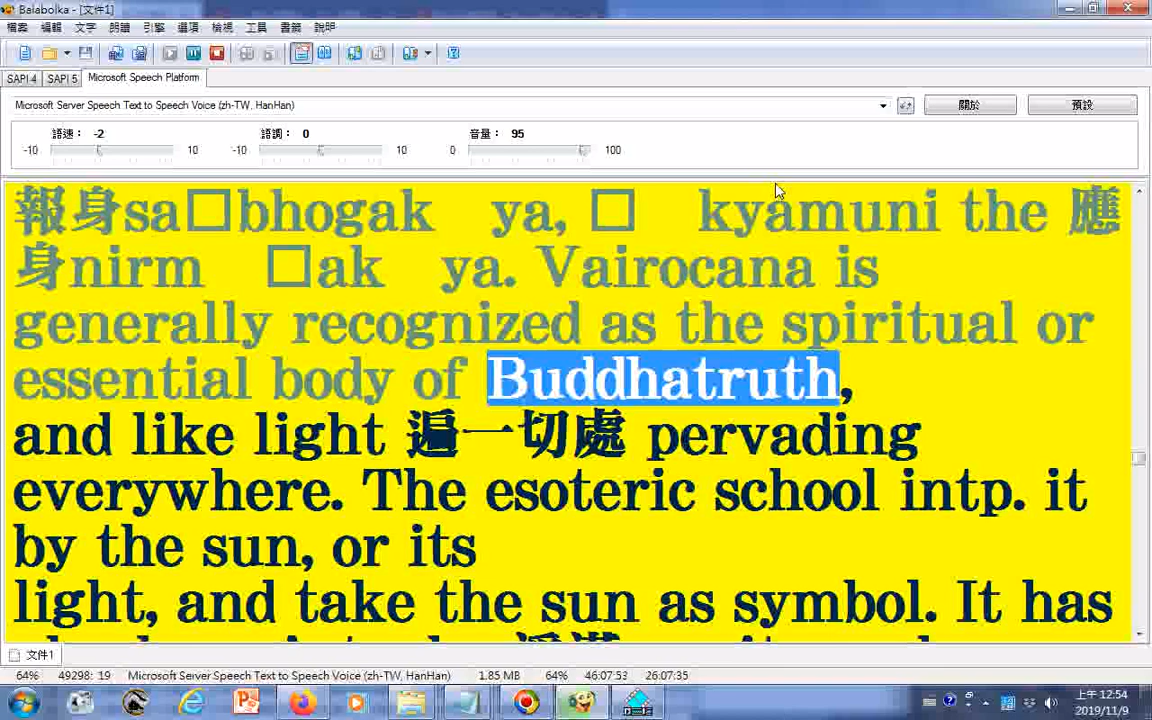 Balabolka - [文件1]
檔案 編輯 文字 朗讀 引擎 選項 檢視 工具 書籤 說明
SAPI 4 SAPI 5 Microsoft Speech Platform
Microsoft Server Speech Text to Speech Voice (zh-TW, HanHan) 關於 預設
語速: -2 語調: 0 音量: 95
-10 10 -10 10 0 100
報身sa□bhogak ya, □ kyamuni the 應
身nirm □ak ya. Vairocana is
generally recognized as the spiritual or
essential body of Buddhatruth,
and like light 遍一切處 pervading
everywhere. The esoteric school intp. it
by the sun, or its
light, and take the sun as symbol. It has
文件1
64% 49298: 19 Microsoft Server Speech Text to Speech Voice (zh-TW, HanHan) 1.85 MB 64% 46:07:53 26:07:35
上午 12:54
2019/11/9